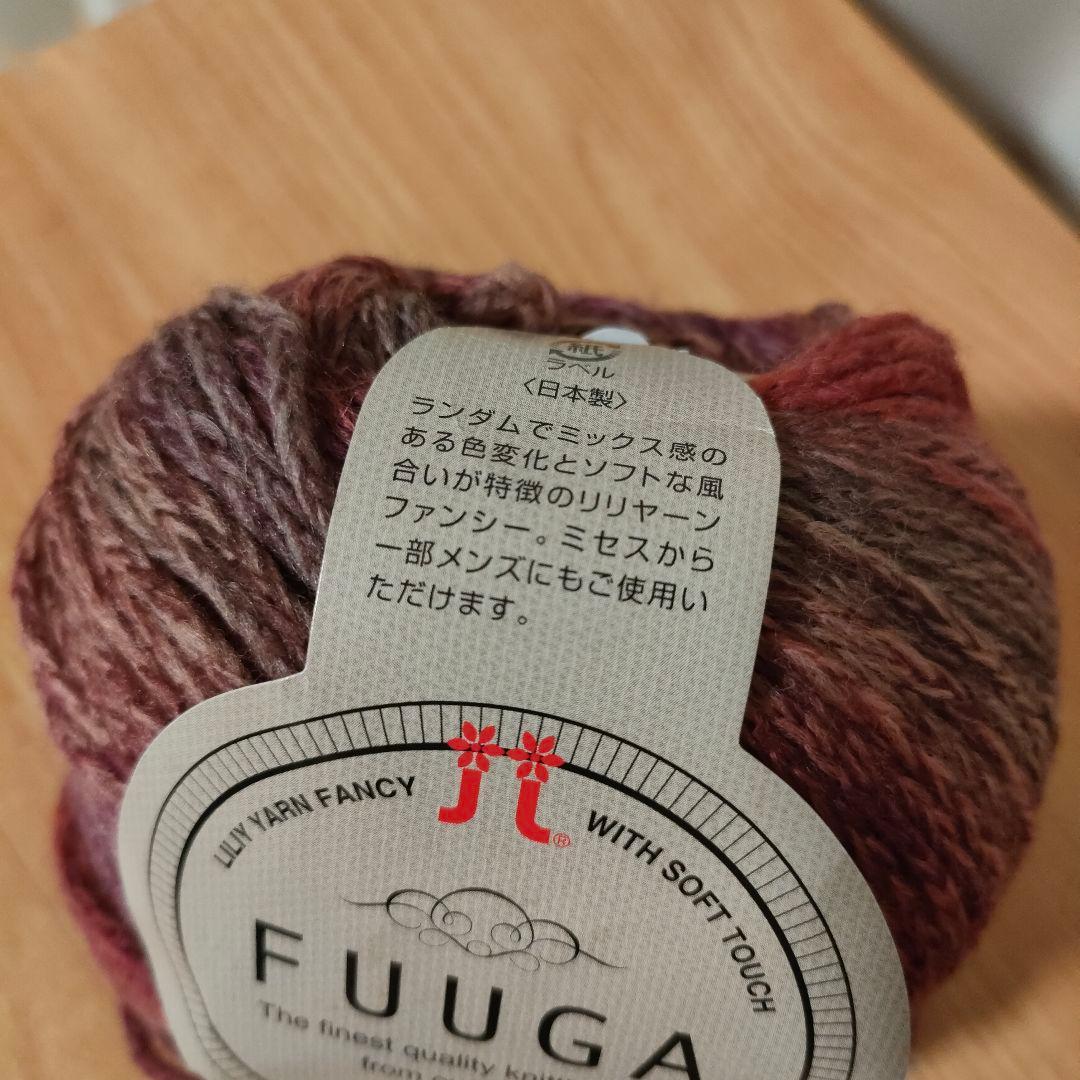 紙
ラベル
〈日本製〉
ランダムでミックス感の
ある色変化とソフトな風
合いが特徴のリリヤーン
ファンシー。ミセスから
一部メンズにもご使用い
ただけます。
LILIY YARN FANCY
WITH SOFT TOUCH
®
FUUGA
The finest quality
from